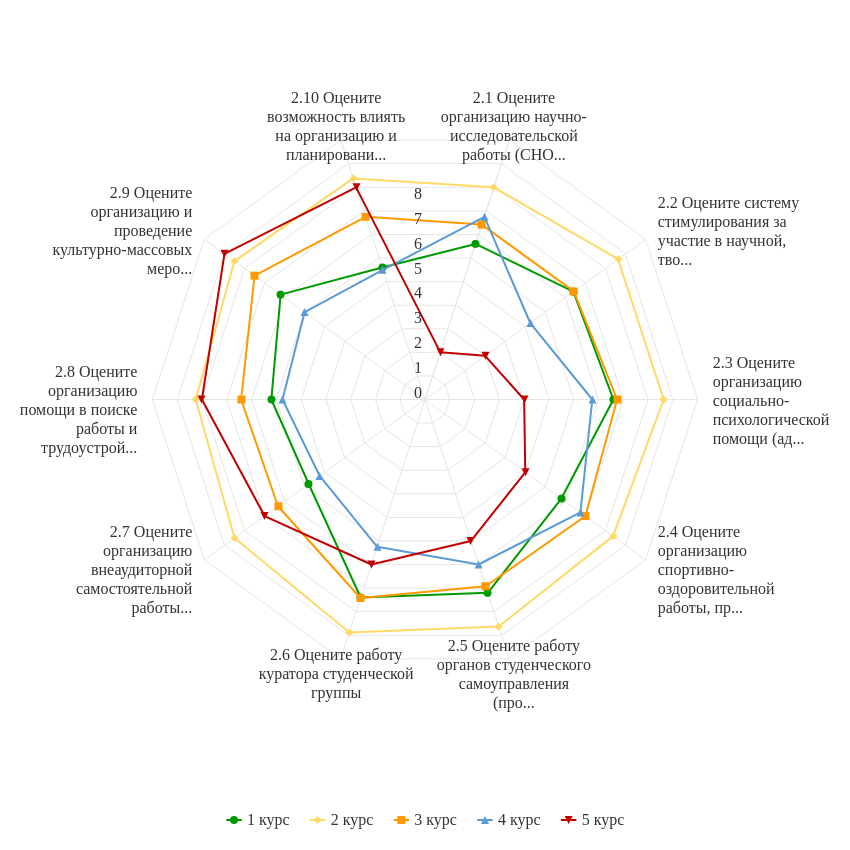 2.10 Оцените
возможность влиять
на организацию и
планировани...
2.1 Оцените
организацию научно-
исследовательской
работы (СНО...
2.9 Оцените
организацию и
проведение
культурно-массовых
меро...
2.2 Оцените систему
стимулирования за
участие в научной,
тво...
8
7
6
5
4
3
2
1
0
2.8 Оцените
организацию
помощи в поиске
работы и
трудоустрой...
2.3 Оцените
организацию
социально-
психологической
помощи (ад...
2.7 Оцените
организацию
внеаудиторной
самостоятельной
работы...
2.4 Оцените
организацию
спортивно-
оздоровительной
работы, пр...
2.6 Оцените работу
куратора студенческой
группы
2.5 Оцените работу
органов студенческого
самоуправления
(про...
1 курс 2 курс 3 курс 4 курс 5 курс